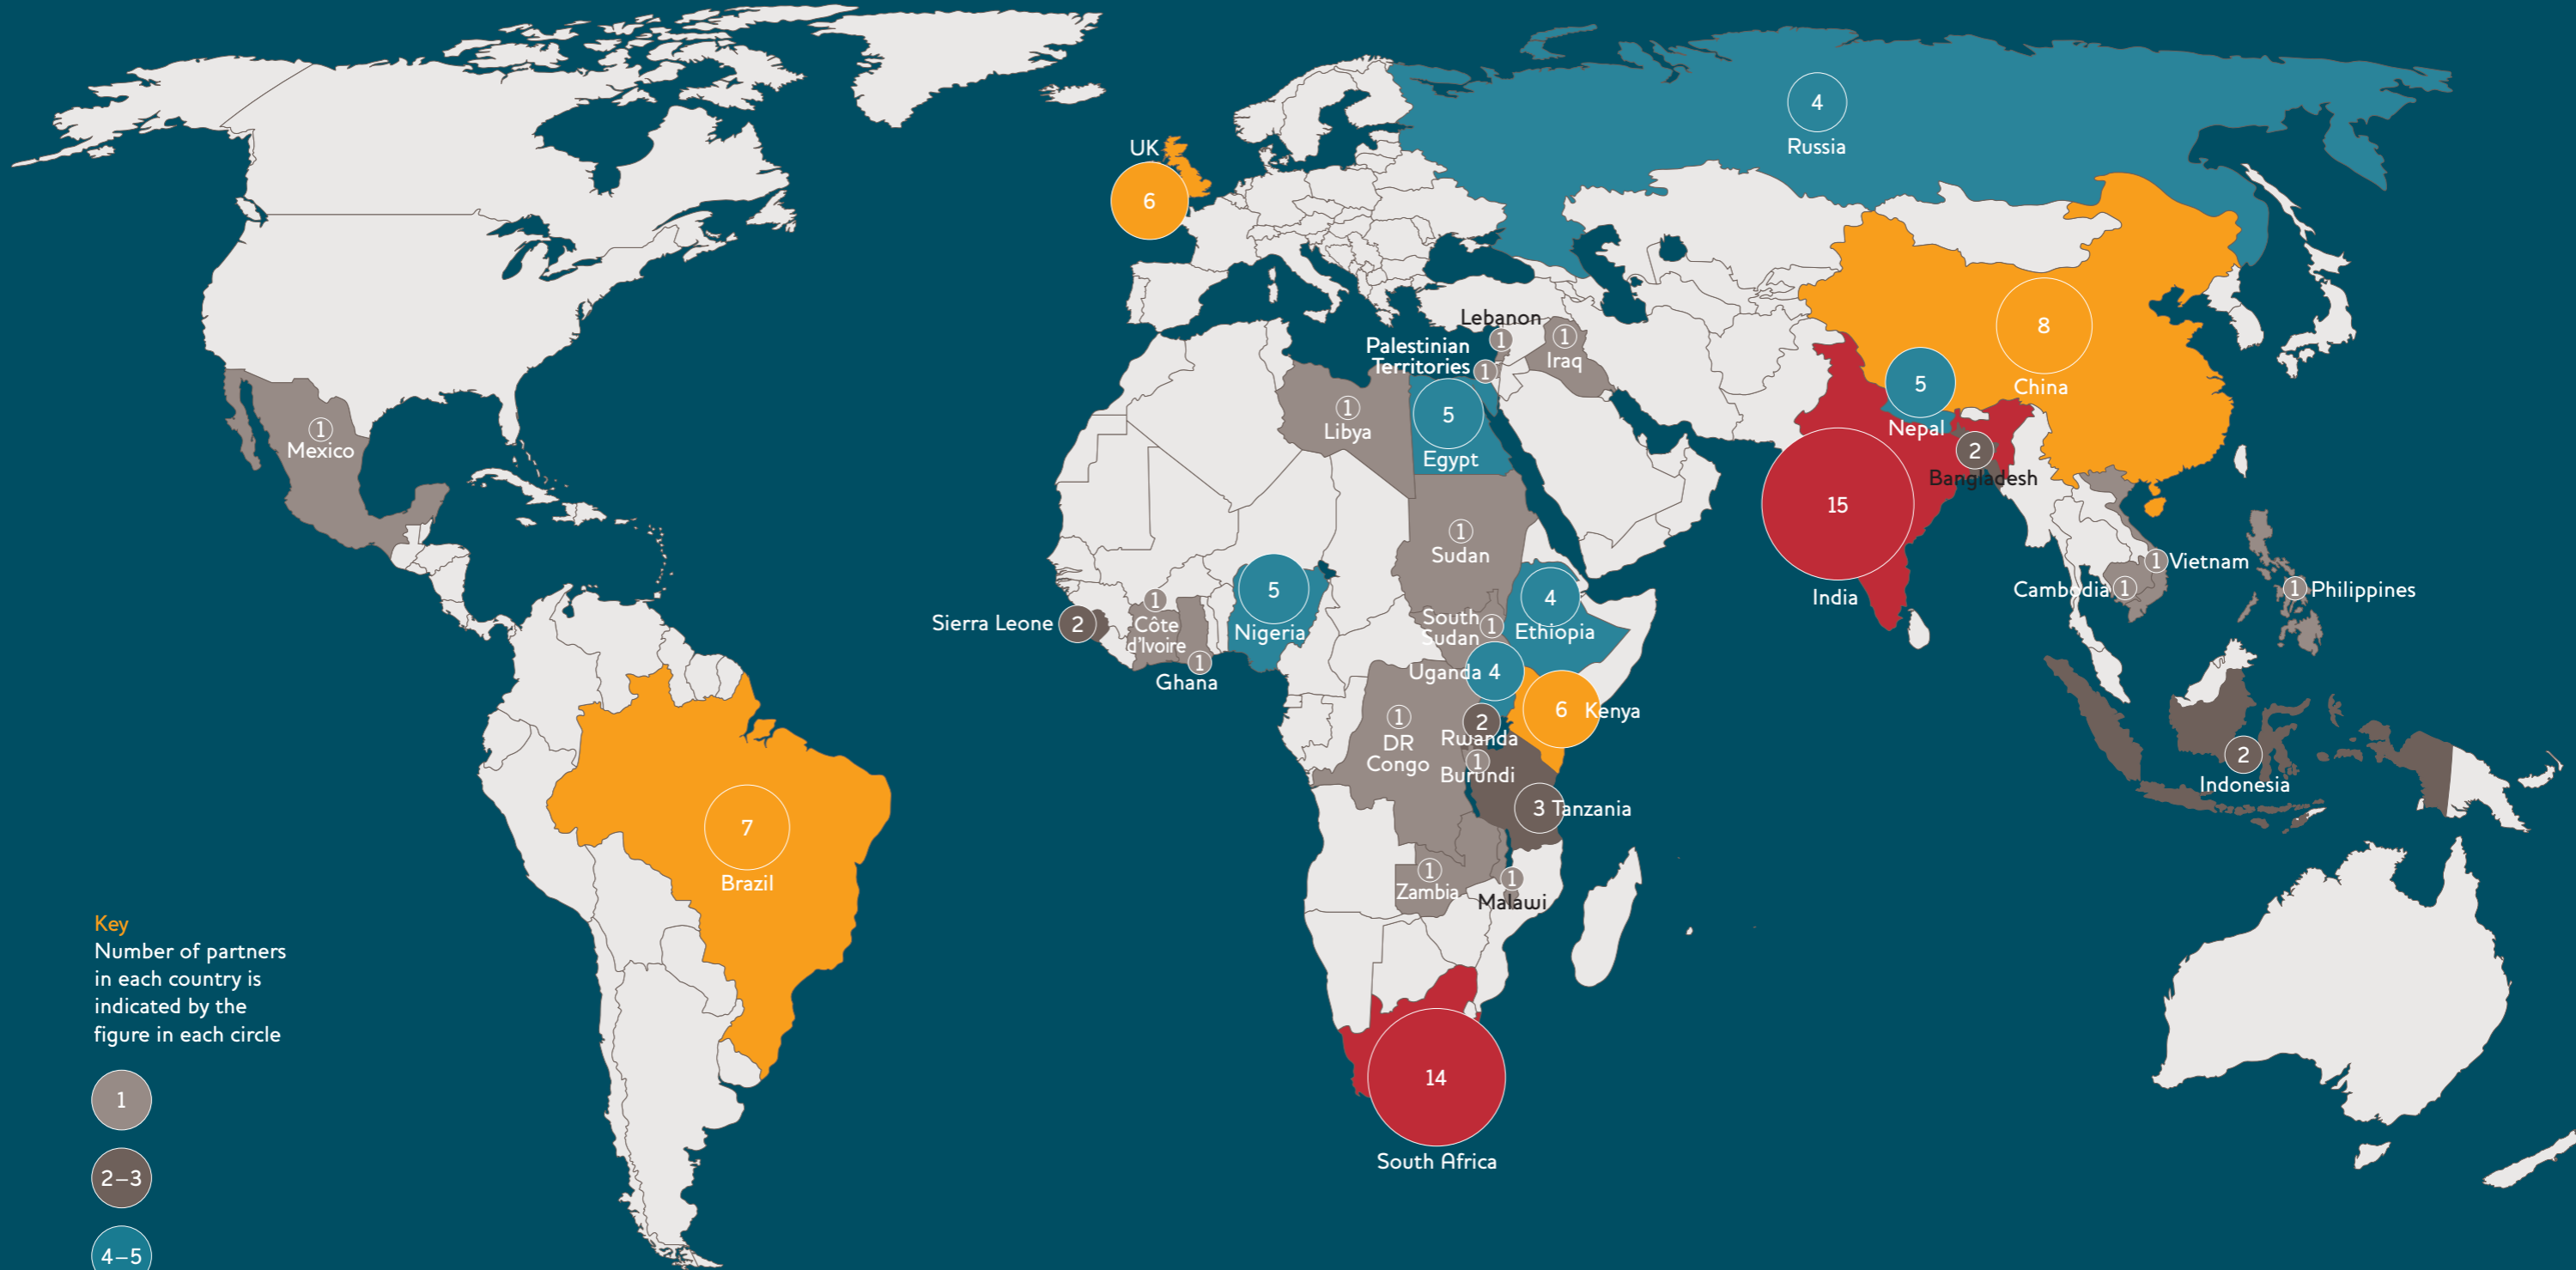 4
Russia
UK
6
8
China
Lebanon
1
1
Iraq
Palestinian
Territories
1
5
Nepal
1
Libya
5
Egypt
1
Mexico
2
Bangladesh
15
India
1
Sudan
1
Vietnam
Cambodia
1
1
Philippines
5
Nigeria
4
Ethiopia
Sierra Leone
2
1
Côte
d'Ivoire
1
Ghana
South
Sudan
1
Uganda 4
6
Kenya
2
Rwanda
1
DR
Congo
1
Burundi
2
Indonesia
3 Tanzania
7
Brazil
1
Zambia
1
Malawi
14
South Africa
Key
Number of partners
in each country is
indicated by the
figure in each circle
1
2–3
4–5